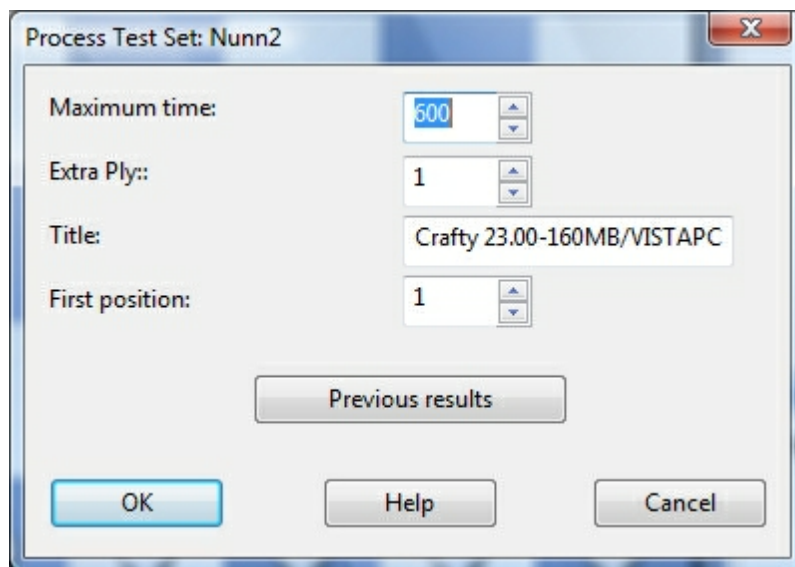 Process Test Set: Nunn2
Maximum time: 600
Extra Ply:: 1
Title: Crafty 23.00-160MB/VISTAPC
First position: 1
Previous results
OK Help Cancel